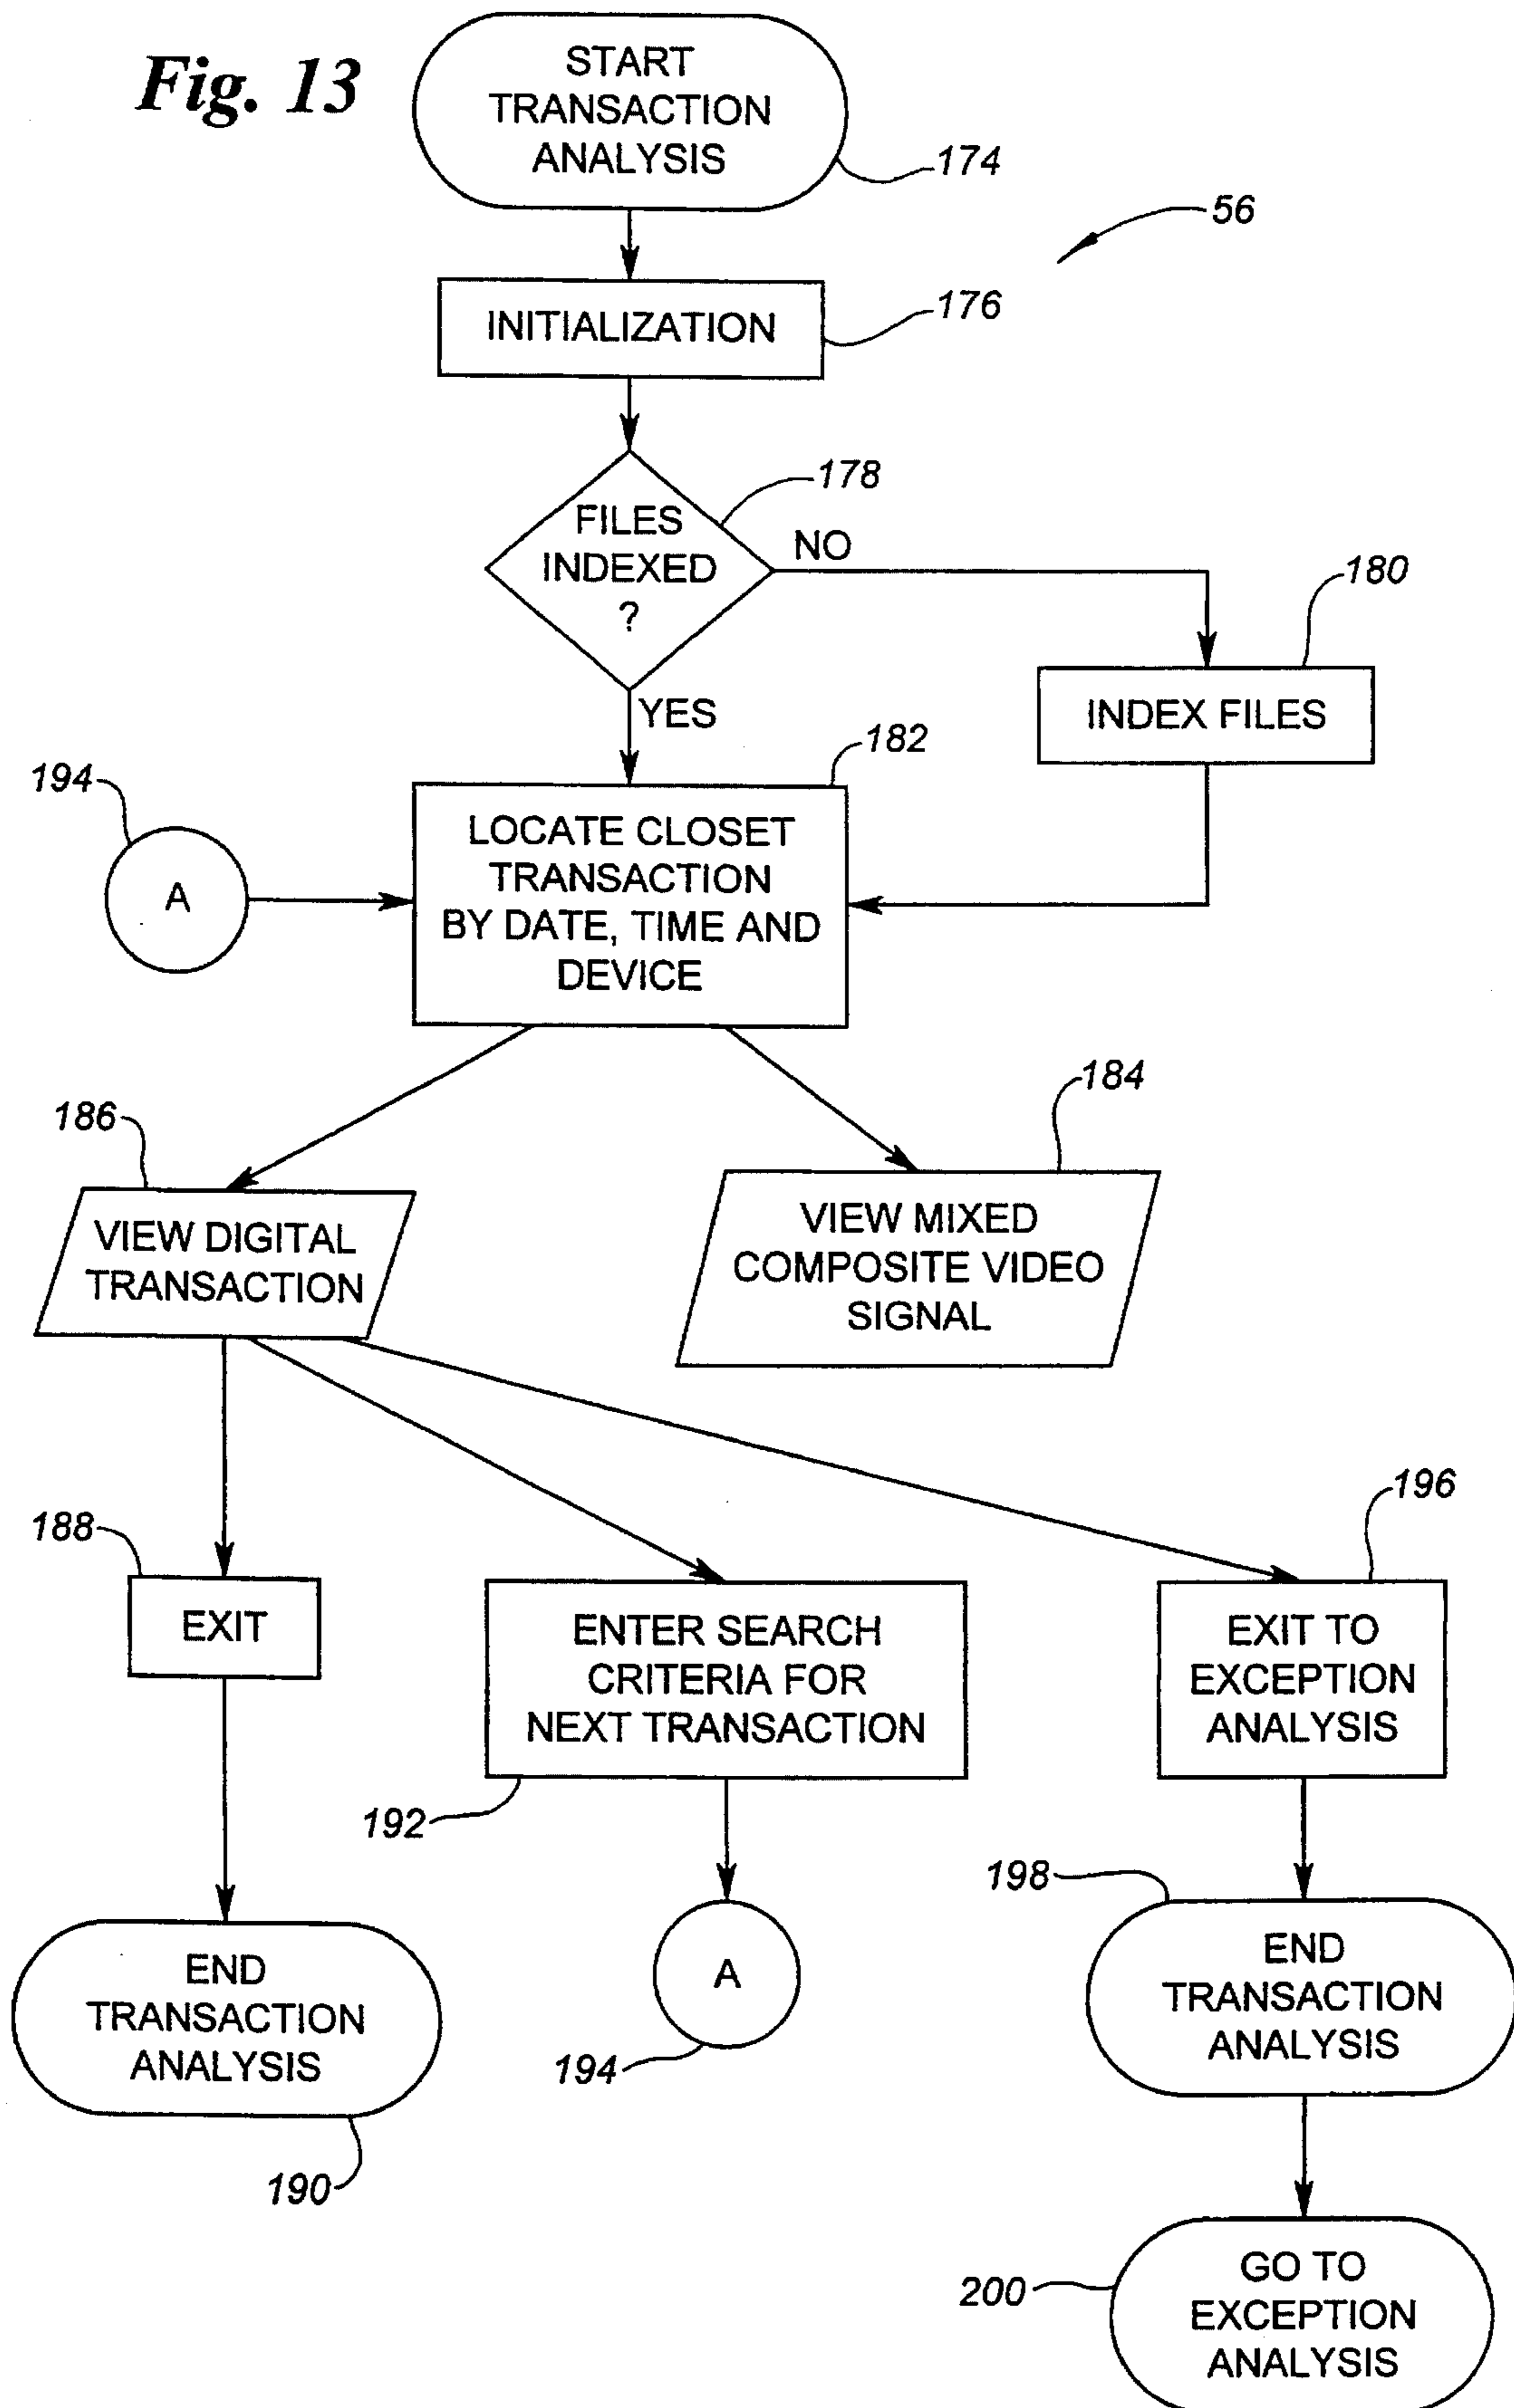 Fig. 13
START
TRANSACTION
ANALYSIS
174
56
INITIALIZATION
176
178
FILES
INDEXED
?
NO
180
YES
INDEX FILES
182
194
A
LOCATE CLOSET
TRANSACTION
BY DATE, TIME AND
DEVICE
184
186
VIEW DIGITAL
TRANSACTION
VIEW MIXED
COMPOSITE VIDEO
SIGNAL
196
188
EXIT
ENTER SEARCH
CRITERIA FOR
NEXT TRANSACTION
EXIT TO
EXCEPTION
ANALYSIS
192
198
END
TRANSACTION
ANALYSIS
A
END
TRANSACTION
ANALYSIS
194
190
200
GO TO
EXCEPTION
ANALYSIS